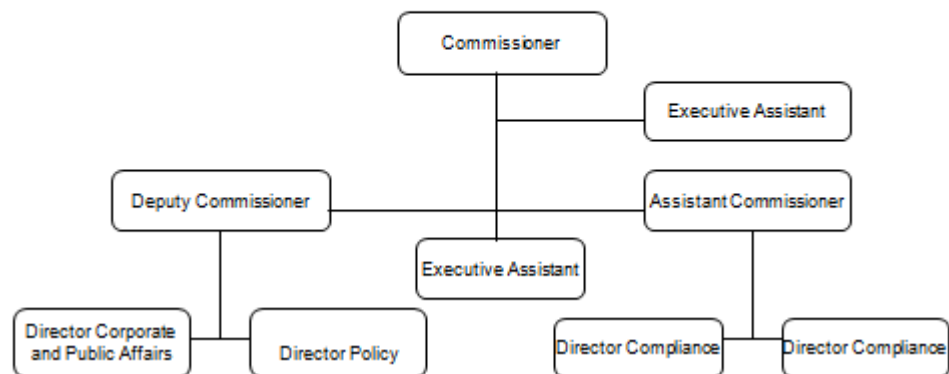 Commissioner
Executive Assistant
Deputy Commissioner
Assistant Commissioner
Executive Assistant
Director Corporate
and Public Affairs
Director Policy
Director Compliance
Director Compliance